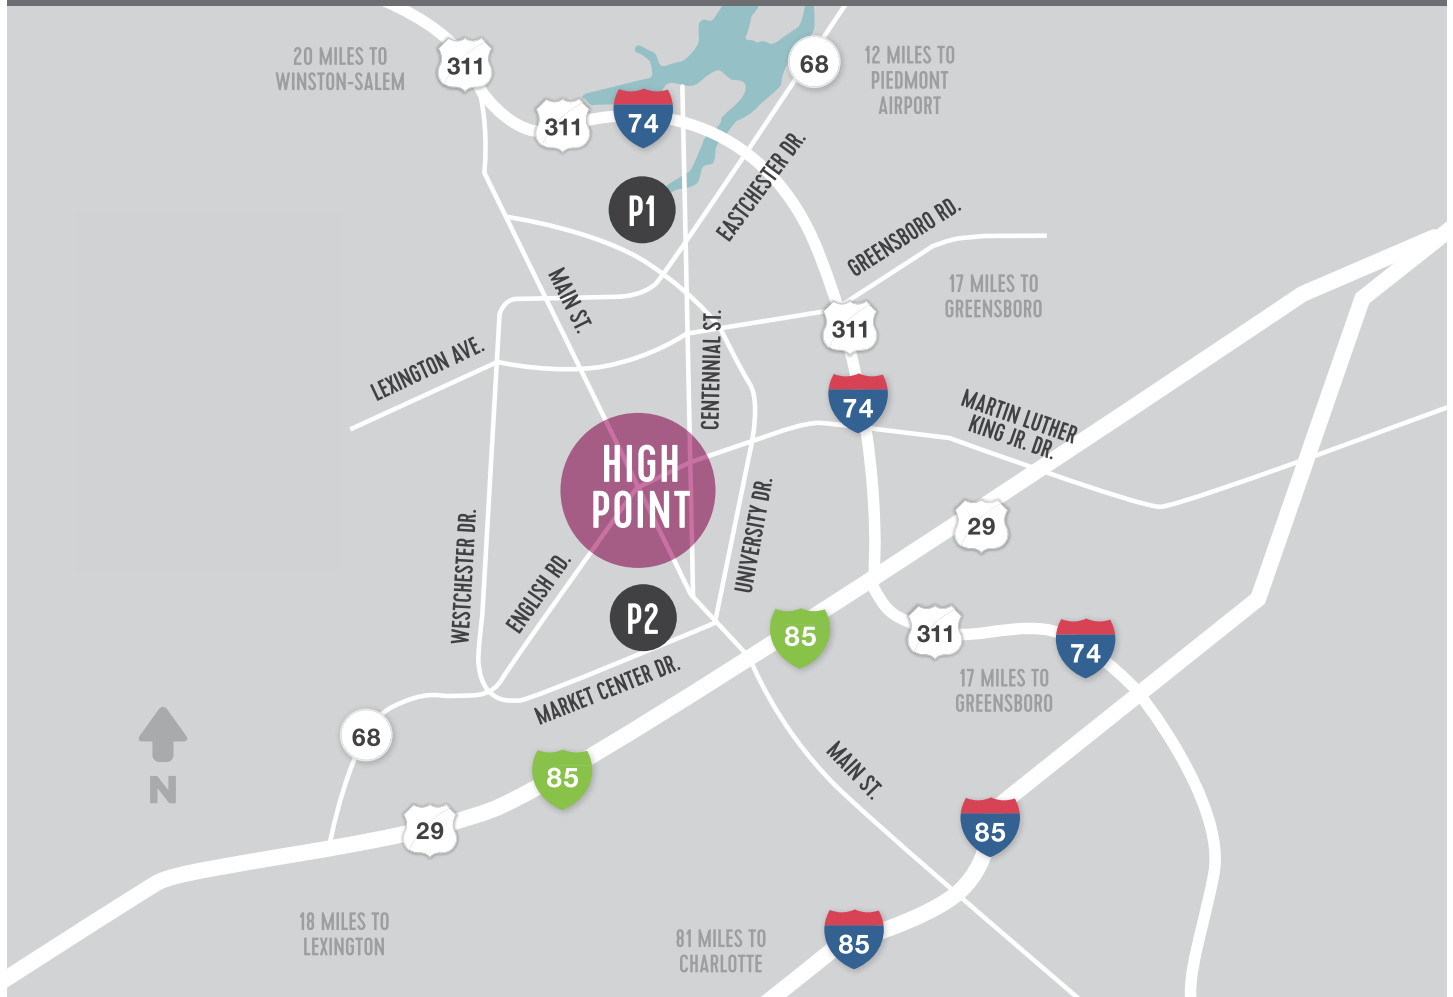 311
20 MILES TO
WINSTON-SALEM
68
12 MILES TO
PIEDMONT
AIRPORT
311
74
P1
EASTCHESTER DR.
GREENSBORO RD.
MAIN ST.
17 MILES TO
GREENSBORO
311
LEXINGTON AVE.
CENTENNIAL ST.
74
MARTIN LUTHER
KING JR. DR.
HIGH
POINT
29
WESTCHESTER DR.
ENGLISH RD.
UNIVERSITY DR.
P2
85
311
74
17 MILES TO
GREENSBORO
MARKET CENTER DR.
68
N
85
MAIN ST.
29
85
18 MILES TO
LEXINGTON
81 MILES TO
CHARLOTTE
85